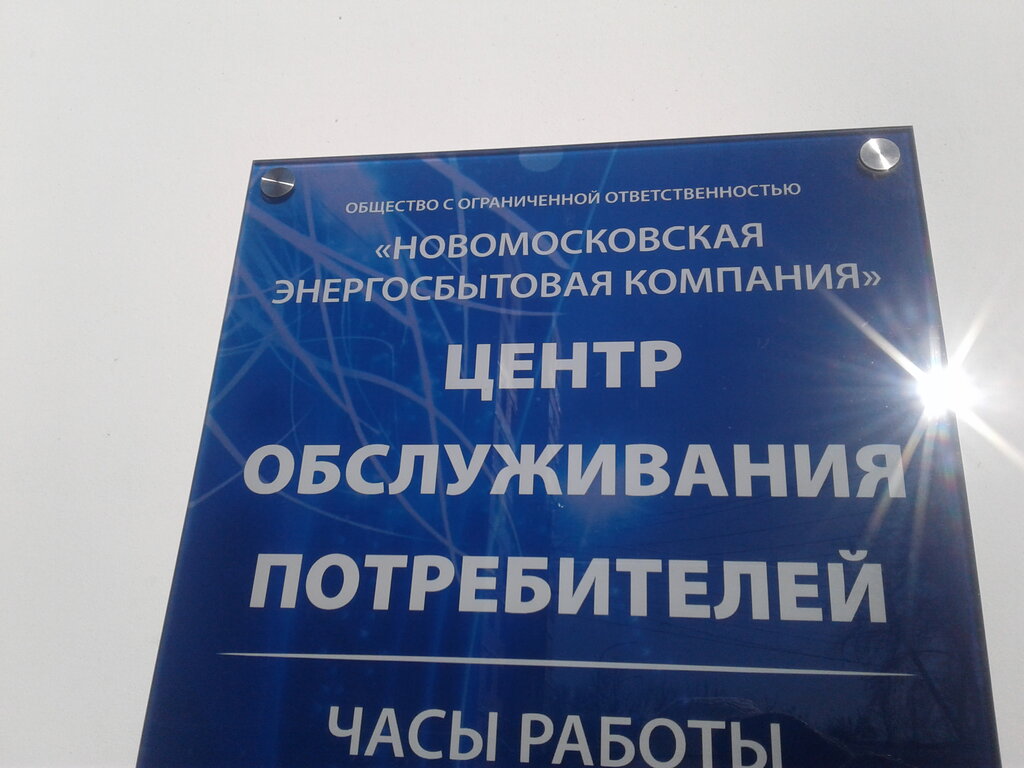 ОБЩЕСТВО С ОГРАНИЧЕННОЙ ОТВЕТСТВЕННОСТЬЮ
«НОВОМОСКОВСКАЯ
ЭНЕРГОСБЫТОВАЯ КОМПАНИЯ»
ЦЕНТР
ОБСЛУЖИВАНИЯ
ПОТРЕБИТЕЛЕЙ
ЧАСЫ РАБОТЫ